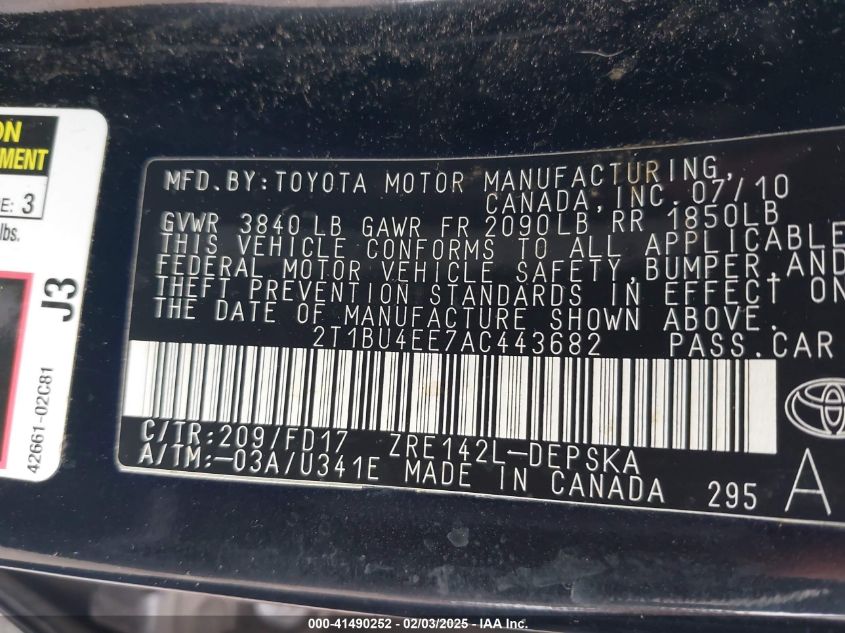 ON
MENT
E: 3
lbs.
J3
42661-02C81
MFD.BY:TOYOTA MOTOR MANUFACTURING,
CANADA,INC.07/10
GVWR 3840LB GAWR FR 2090LB RR 1850LB
THIS VEHICLE CONFORMS TO ALL APPLICABLE
FEDERAL MOTOR VEHICLE SAFETY,BUMPER,AND
THEFT PREVENTION STANDARDS IN EFFECT ON
THE DATE OF MANUFACTURE SHOWN ABOVE.
2T1BU4EE7AC443682 PASS.CAR
C/TR:209/FD17 ZRE142L-DEPSKA
A/TM:-03A/U341E MADE IN CANADA 295 A
000-41490252 / 02/03/2025 - IAA Inc.